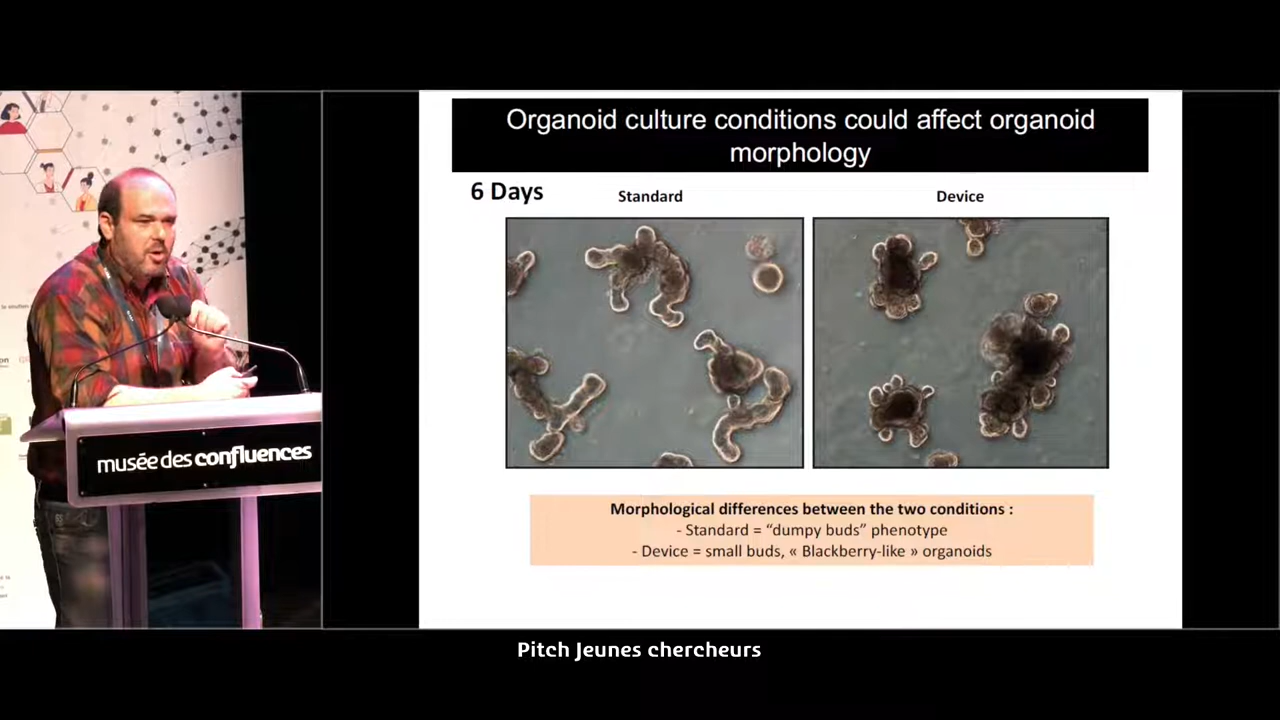 Organoid culture conditions could affect organoid
morphology
6 Days
Standard
Device
musée des confluences
Morphological differences between the two conditions :
- Standard = “dumpy buds” phenotype
- Device = small buds, « Blackberry-like » organoids
Pitch Jeunes chercheurs